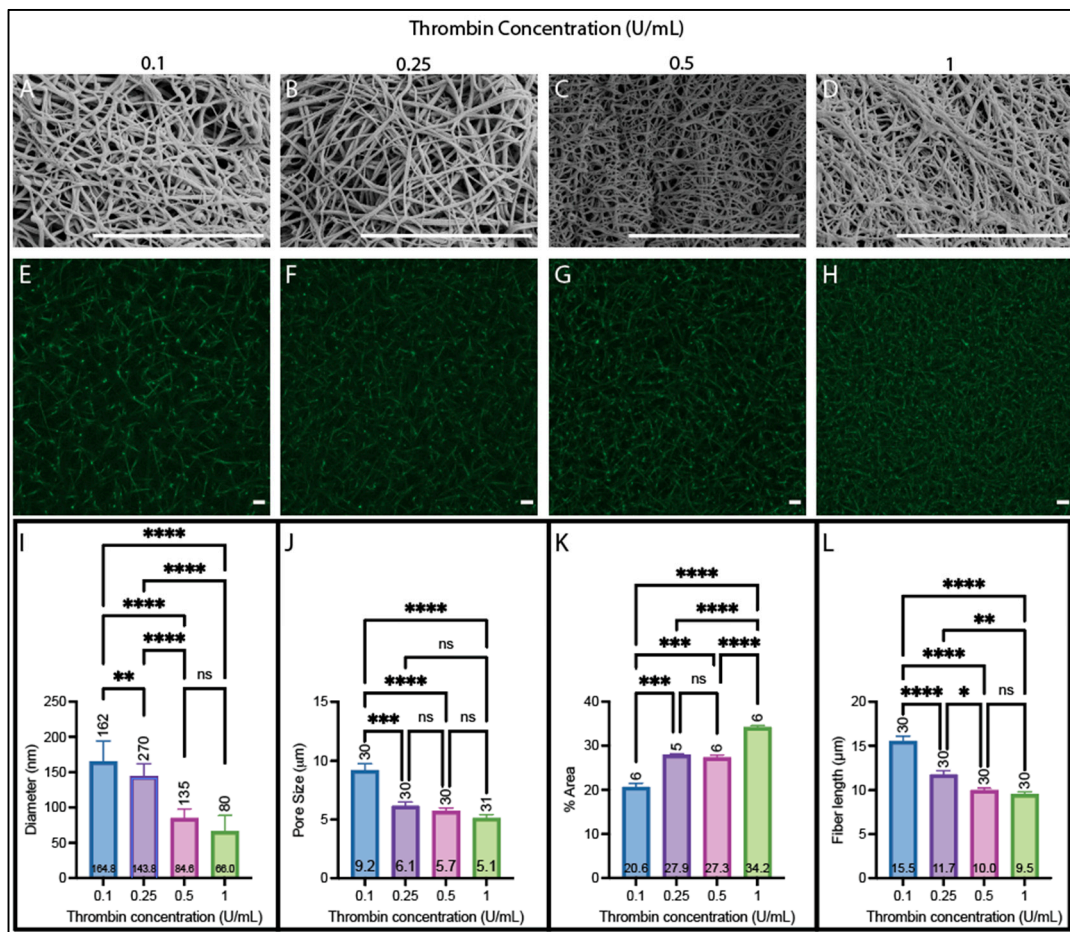 Thrombin Concentration (U/mL)
0.1 0.25 0.5 1
A B C D
E F G H
I
****
****
****
****
**
ns
162
270
135
80
250
200
150
100
50
0
Diameter (nm)
164.8 143.8 84.6 66.0
0.1 0.25 0.5 1
Thrombin concentration (U/mL)
J
****
ns
****
***
ns
ns
30
30
30
31
15
10
5
0
Pore Size (µm)
9.2 6.1 5.7 5.1
0.1 0.25 0.5 1
Thrombin concentration (U/mL)
K
****
****
***
****
***
ns
6
5
6
6
40
30
20
10
0
% Area
20.6 27.9 27.3 34.2
0.1 0.25 0.5 1
Thrombin concentration (U/mL)
L
****
**
****
****
*
ns
30
30
30
30
20
15
10
5
0
Fiber length (µm)
15.5 11.7 10.0 9.5
0.1 0.25 0.5 1
Thrombin concentration (U/mL)